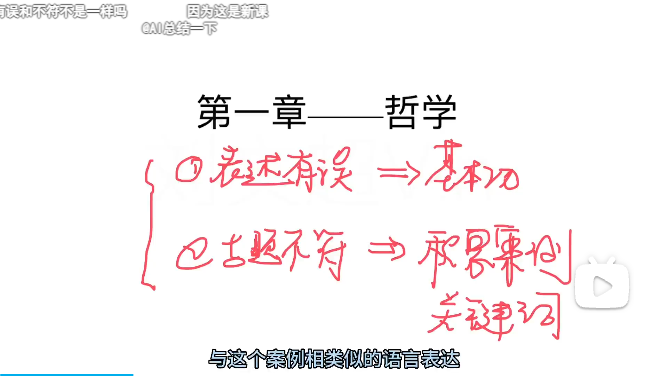 有误和不符不是一样吗 因为这是新课
@AI总结一下
第一章——哲学
①表述有误⇒基本功
②与题不符⇒积累案例
关键词
与这个案例相类似的语言表达